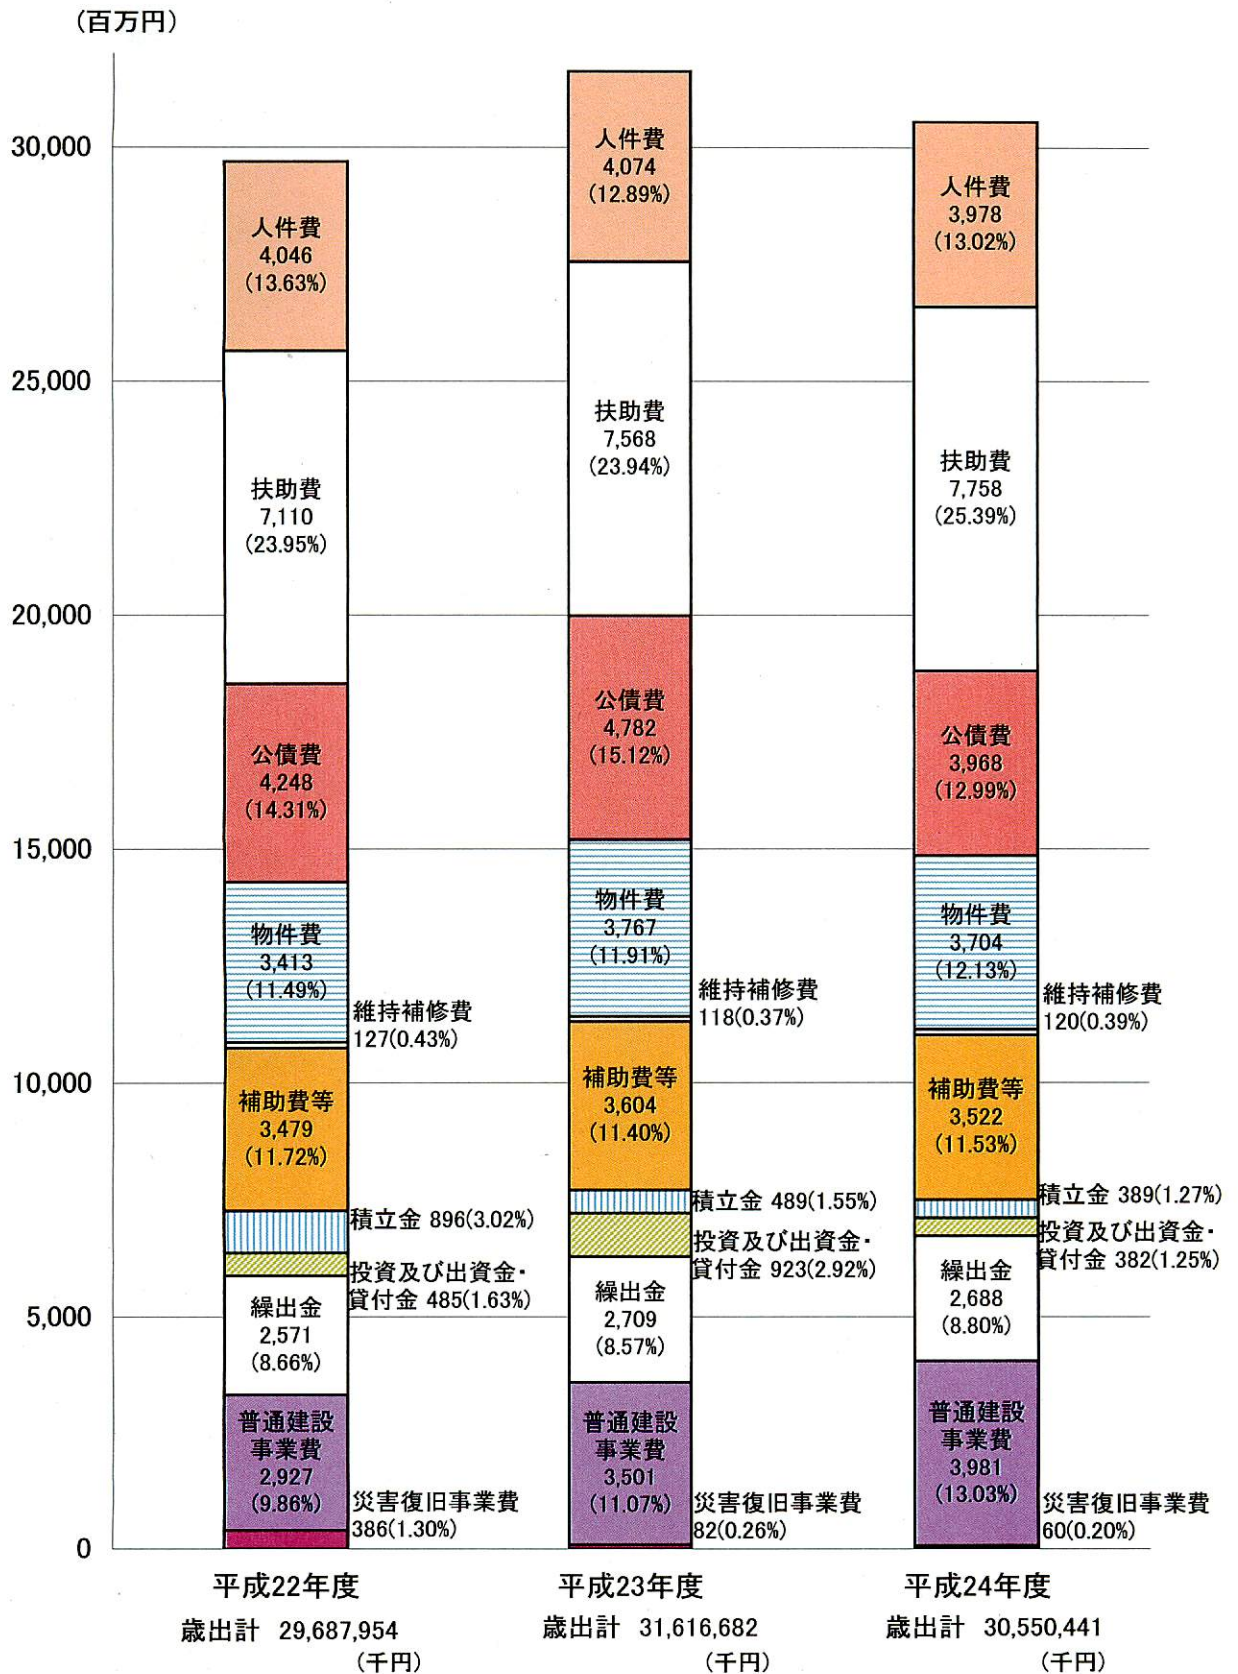 (百万円)
30,000
25,000
20,000
15,000
10,000
5,000
0
人件費
4,046
(13.63%)
扶助費
7,110
(23.95%)
公債費
4,248
(14.31%)
物件費
3,413
(11.49%)
維持補修費
127(0.43%)
補助費等
3,479
(11.72%)
積立金 896(3.02%)
投資及び出資金・
貸付金 485(1.63%)
繰出金
2,571
(8.66%)
普通建設
事業費
2,927
(9.86%)
災害復旧事業費
386(1.30%)
平成22年度
歳出計 29,687,954
(千円)
人件費
4,074
(12.89%)
扶助費
7,568
(23.94%)
公債費
4,782
(15.12%)
物件費
3,767
(11.91%)
維持補修費
118(0.37%)
補助費等
3,604
(11.40%)
積立金 489(1.55%)
投資及び出資金・
貸付金 923(2.92%)
繰出金
2,709
(8.57%)
普通建設
事業費
3,501
(11.07%)
災害復旧事業費
82(0.26%)
平成23年度
歳出計 31,616,682
(千円)
人件費
3,978
(13.02%)
扶助費
7,758
(25.39%)
公債費
3,968
(12.99%)
物件費
3,704
(12.13%)
維持補修費
120(0.39%)
補助費等
3,522
(11.53%)
積立金 389(1.27%)
投資及び出資金・
貸付金 382(1.25%)
繰出金
2,688
(8.80%)
普通建設
事業費
3,981
(13.03%)
災害復旧事業費
60(0.20%)
平成24年度
歳出計 30,550,441
(千円)